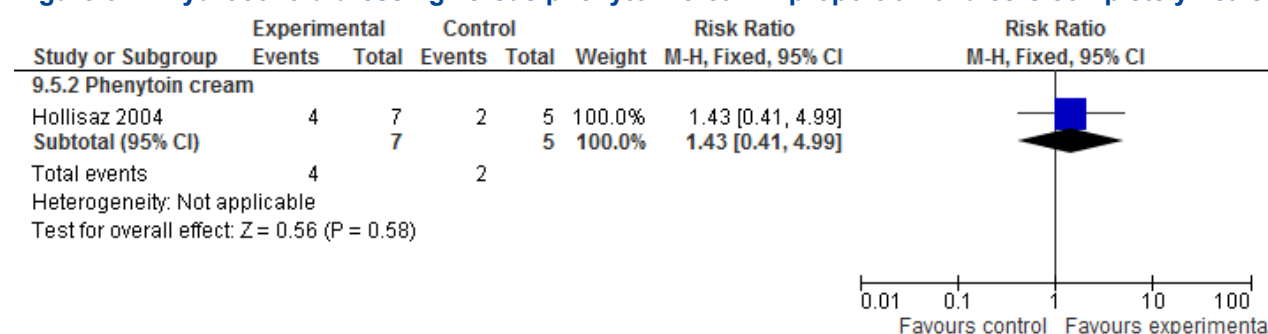 Experimental Control Risk Ratio Risk Ratio
Study or Subgroup Events Total Events Total Weight M-H, Fixed, 95% CI M-H, Fixed, 95% CI
9.5.2 Phenytoin cream
Hollisaz 2004 4 7 2 5 100.0% 1.43 [0.41, 4.99]
Subtotal (95% CI) 7 5 100.0% 1.43 [0.41, 4.99]
Total events 4 2
Heterogeneity: Not applicable
Test for overall effect: Z = 0.56 (P = 0.58)
0.01 0.1 1 10 100
Favours control Favours experimenta